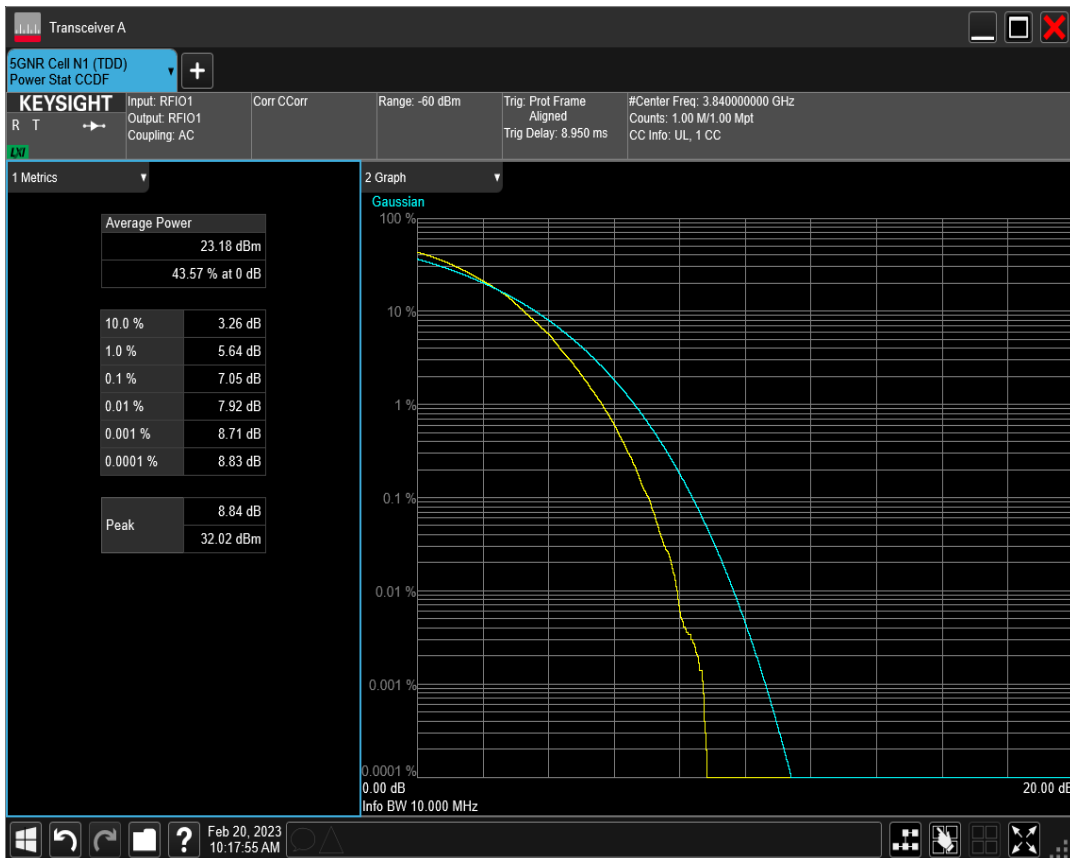 Transceiver A
5GNR Cell N1 (TDD)
Power Stat CCDF
KEYSIGHT
R T
LXI
Input: RFIO1
Output: RFIO1
Coupling: AC
Corr CCorr
Range: -60 dBm
Trig: Prot Frame
Aligned
Trig Delay: 8.950 ms
#Center Freq: 3.840000000 GHz
Counts: 1.00 M/1.00 Mpt
CC Info: UL, 1 CC
1 Metrics
Average Power
23.18 dBm
43.57 % at 0 dB
10.0 % 3.26 dB
1.0 % 5.64 dB
0.1 % 7.05 dB
0.01 % 7.92 dB
0.001 % 8.71 dB
0.0001 % 8.83 dB
Peak
8.84 dB
32.02 dBm
2 Graph
Gaussian
100 %
10 %
1 %
0.1 %
0.01 %
0.001 %
0.0001 %
0.00 dB 20.00 dB
Info BW 10.000 MHz
?
Feb 20, 2023
10:17:55 AM